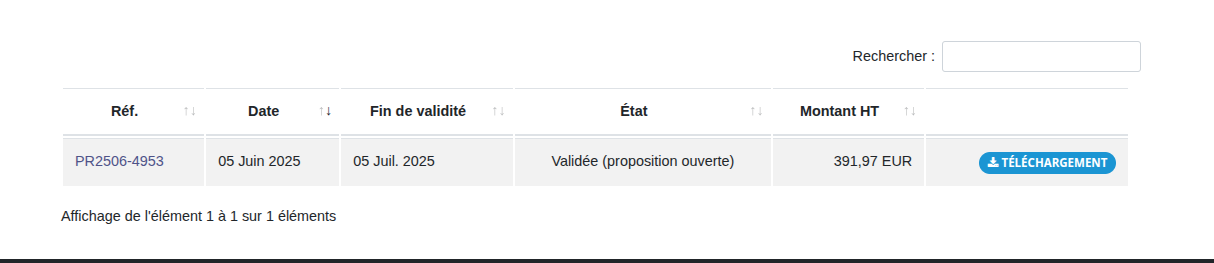 Rechercher :
Réf. ↑↓ Date ↑↓ Fin de validité ↑↓ État ↑↓ Montant HT ↑↓
PR2506-4953 05 Juin 2025 05 Juil. 2025 Validée (proposition ouverte) 391,97 EUR TÉLÉCHARGEMENT
Affichage de l'élément 1 à 1 sur 1 éléments